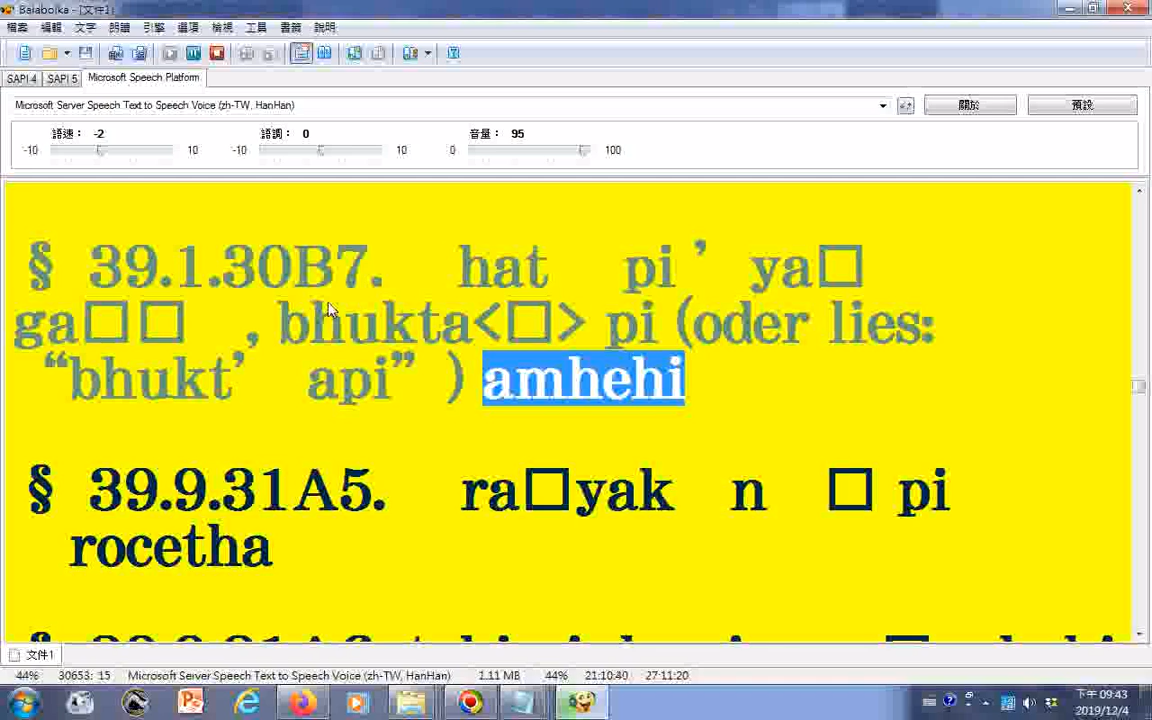 Balabolka - [文件1]
檔案 編輯 文字 朗讀 引擎 選項 檢視 工具 書籤 說明
SAPI 4 SAPI 5 Microsoft Speech Platform
Microsoft Server Speech Text to Speech Voice (zh-TW, HanHan) 關於 預設
語速: -2 語調: 0 音量: 95
-10 10 -10 10 0 100
§ 39.1.30B7. hat pi ’ ya□
ga□□ , bhukta<□> pi (oder lies:
“bhukt’ api” ) amhehi
§ 39.9.31A5. ra□yak n □ pi
rocetha
文件1
44% 30653: 15 Microsoft Server Speech Text to Speech Voice (zh-TW, HanHan) 1.11 MB 44% 21:10:40 27:11:20
下午 09:43
2019/12/4